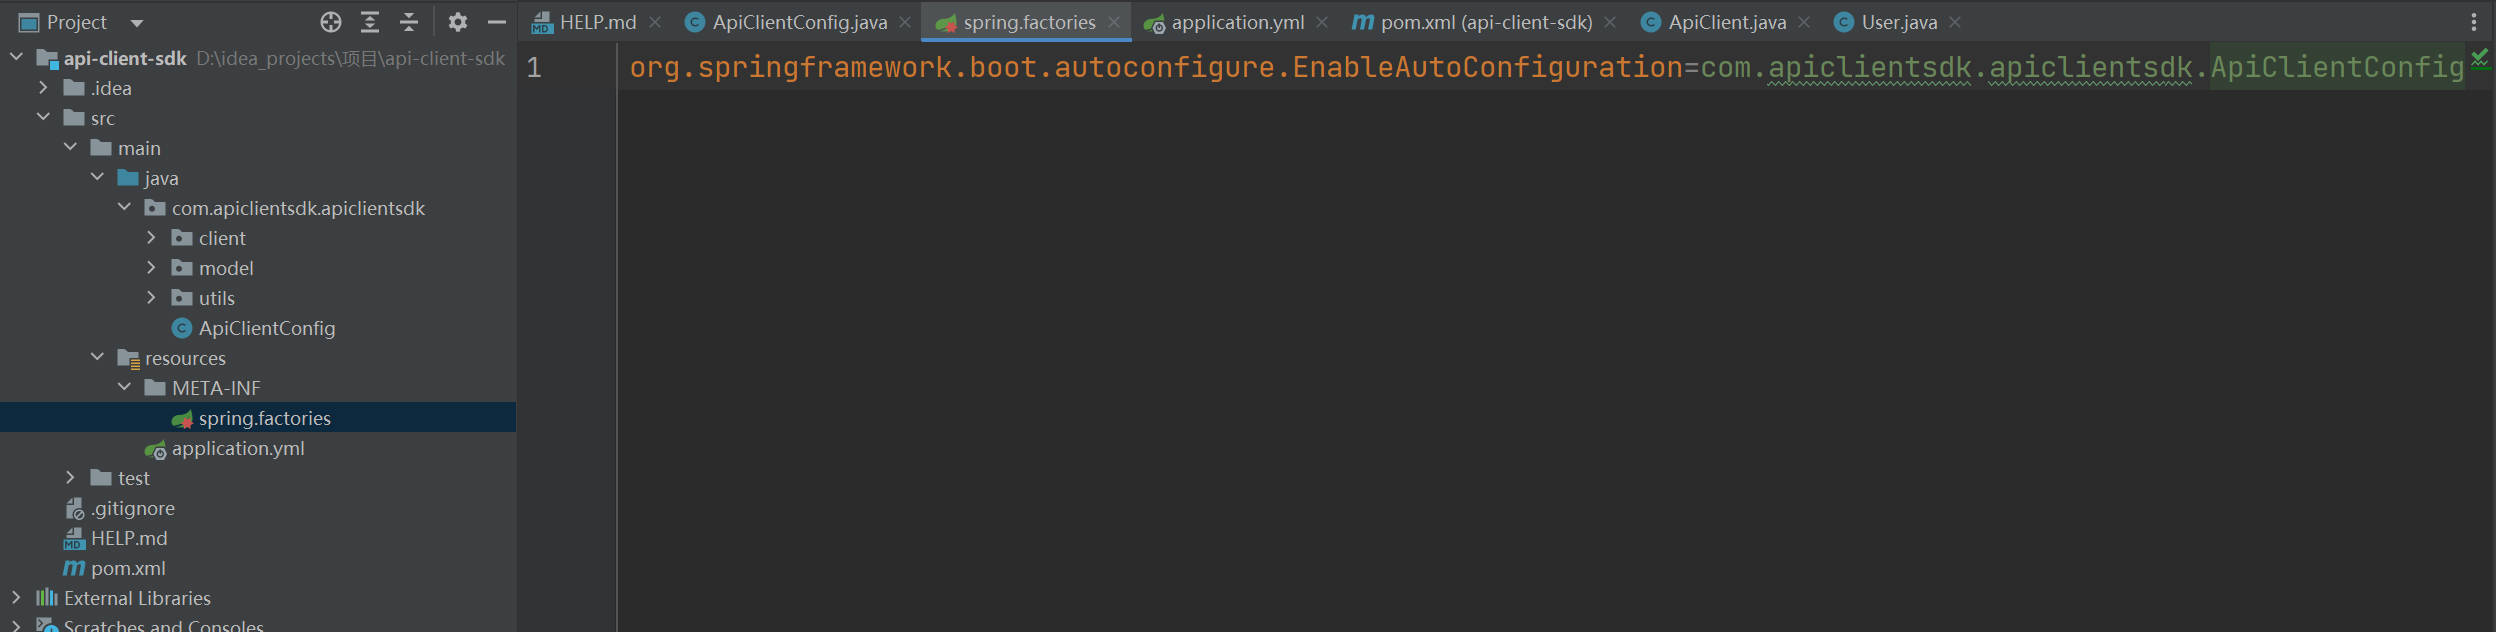 Project
HELP.md
ApiClientConfig.java
spring.factories
application.yml
pom.xml (api-client-sdk)
ApiClient.java
User.java
api-client-sdk D:\idea_projects\项目\api-client-sdk
.idea
src
main
java
com.apiclientsdk.apiclientsdk
client
model
utils
ApiClientConfig
resources
META-INF
spring.factories
application.yml
test
.gitignore
HELP.md
pom.xml
External Libraries
Scratches and Consoles
1
org.springframework.boot.autoconfigure.EnableAutoConfiguration=com.apiclientsdk.apiclientsdk.ApiClientConfig